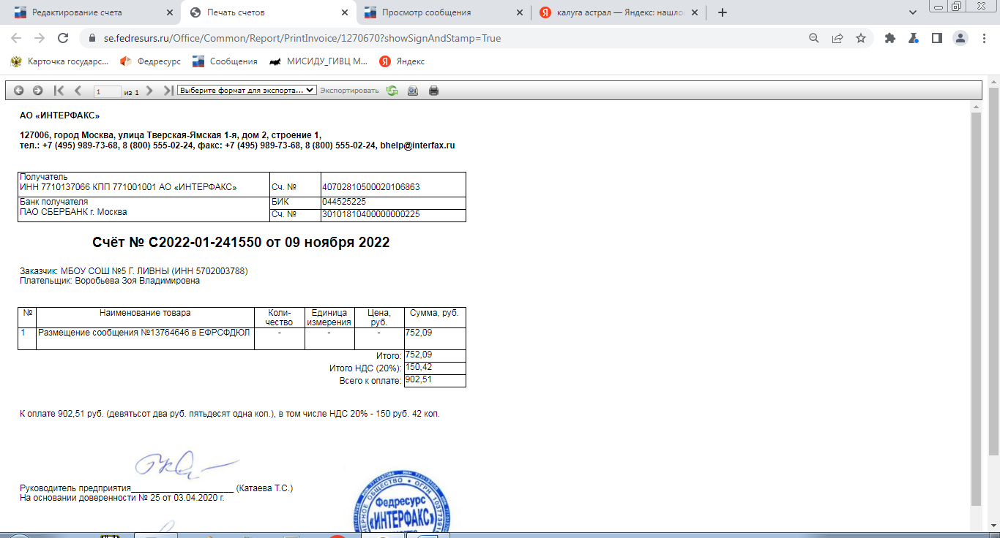 Редактирование счета
Печать счетов
Просмотр сообщения
калуга астрал — Яндекс: нашло
se.fedresurs.ru/Office/Common/Report/PrintInvoice/1270670?showSignAndStamp=True
Карточка государс...
Федресурс
Сообщения
МИСИДУ_ГИВЦ М...
Яндекс
1 из 1 Выберите формат для экспорта... Экспортировать
АО «ИНТЕРФАКС»
127006, город Москва, улица Тверская-Ямская 1-я, дом 2, строение 1,
тел.: +7 (495) 989-73-68, 8 (800) 555-02-24, факс: +7 (495) 989-73-68, 8 (800) 555-02-24, bhelp@interfax.ru
Получатель
ИНН 7710137066 КПП 771001001 АО «ИНТЕРФАКС» Сч. № 40702810500020106863
Банк получателя БИК 044525225
ПАО СБЕРБАНК г. Москва Сч. № 30101810400000000225
Счёт № С2022-01-241550 от 09 ноября 2022
Заказчик: МБОУ СОШ №5 Г. ЛИВНЫ (ИНН 5702003788)
Плательщик: Воробьева Зоя Владимировна
№ Наименование товара Коли-чество Единица измерения Цена, руб. Сумма, руб.
1 Размещение сообщения №13764646 в ЕФРСФДЮЛ - - - 752,09
Итого: 752,09
Итого НДС (20%): 150,42
Всего к оплате: 902,51
К оплате 902,51 руб. (девятьсот два руб. пятьдесят одна коп.), в том числе НДС 20% - 150 руб. 42 коп.
Руководитель предприятия_____________________ (Катаева Т.С.)
На основании доверенности № 25 от 03.04.2020 г.
Федресурс
«ИНТЕРФАКС»